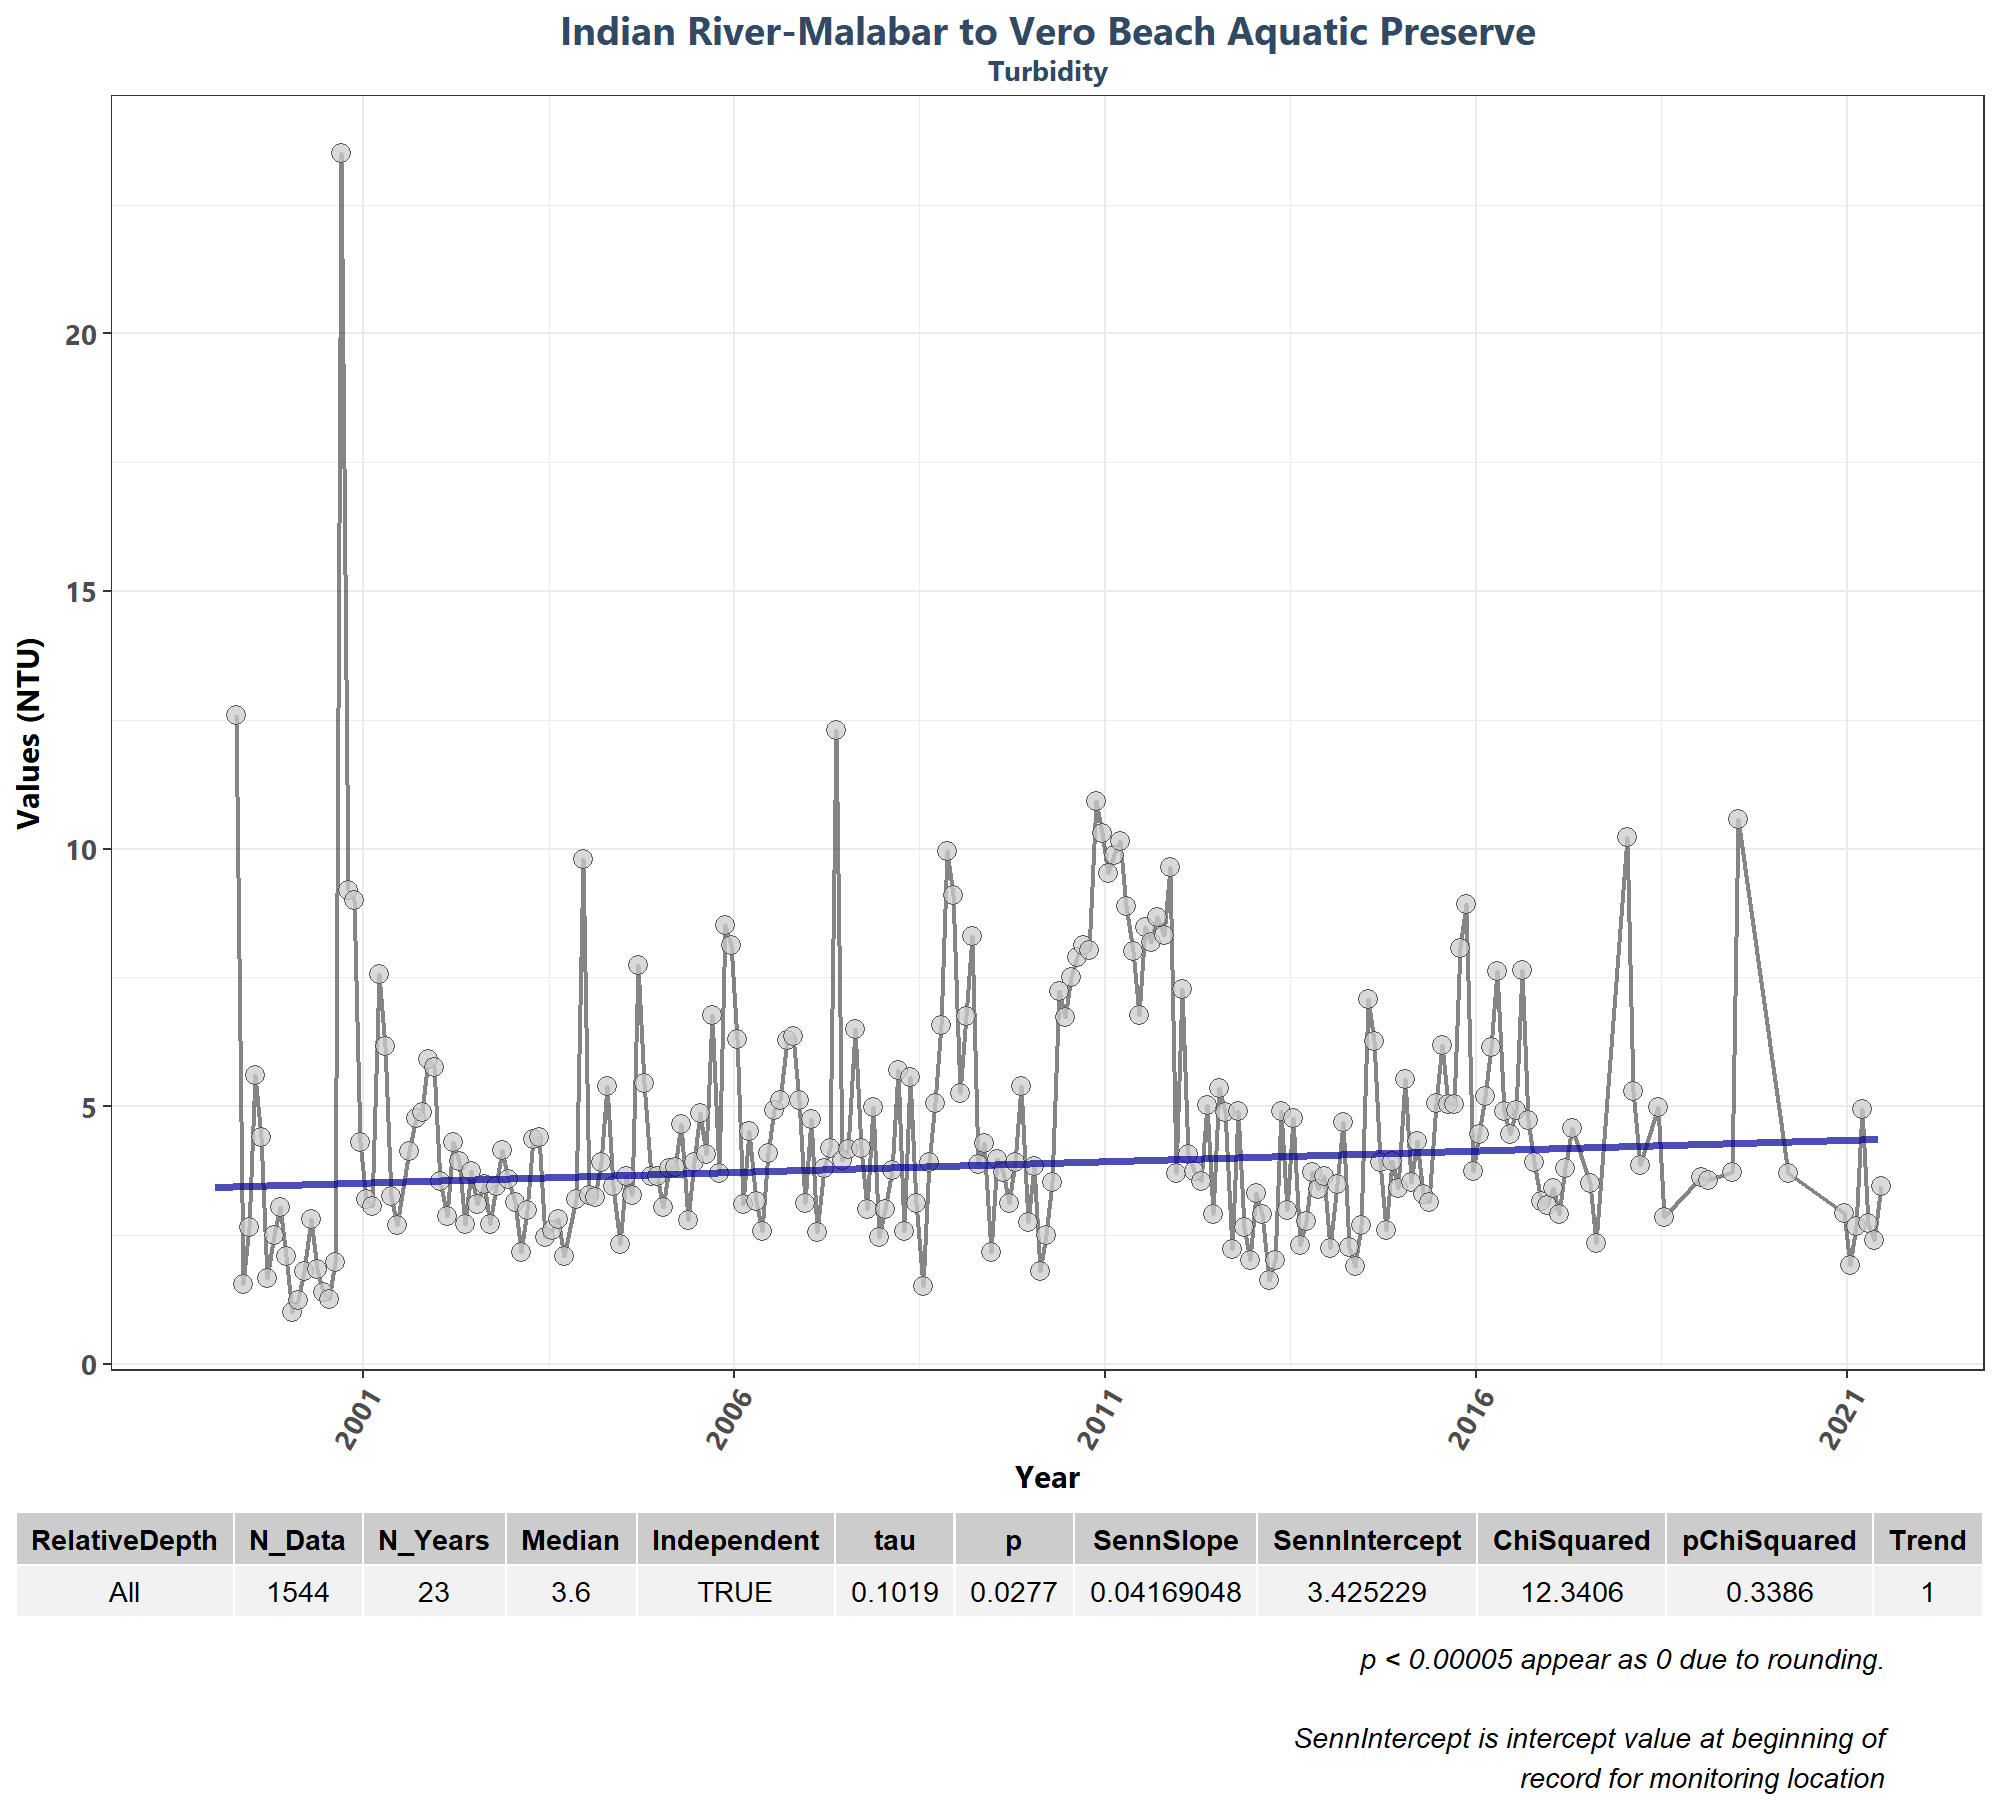 Indian River-Malabar to Vero Beach Aquatic Preserve
Turbidity
Values (NTU)
20
15
10
5
0
2001
2006
2011
2016
2021
Year
RelativeDepth N_Data N_Years Median Independent tau p SennSlope SennIntercept ChiSquared pChiSquared Trend
All 1544 23 3.6 TRUE 0.1019 0.0277 0.04169048 3.425229 12.3406 0.3386 1
p < 0.00005 appear as 0 due to rounding.
SennIntercept is intercept value at beginning of
record for monitoring location